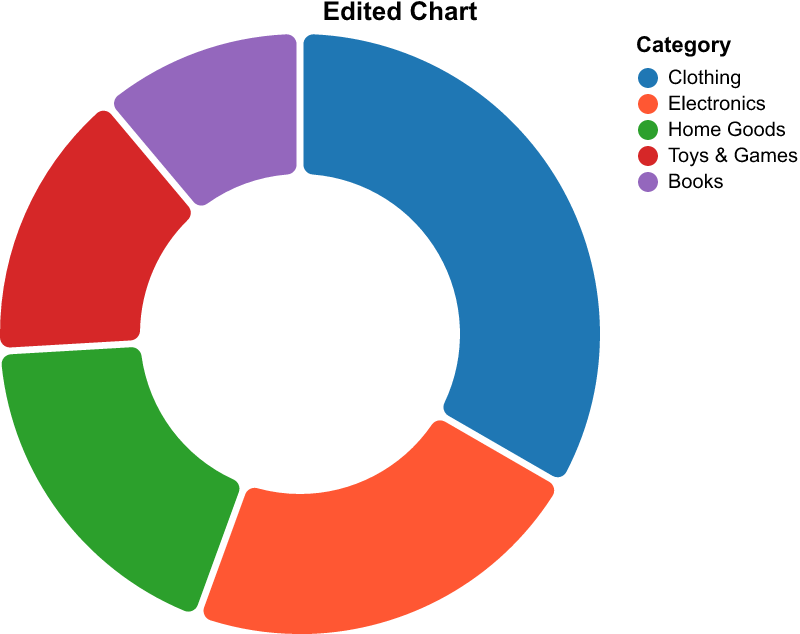 Edited Chart
Category
Clothing
Electronics
Home Goods
Toys & Games
Books